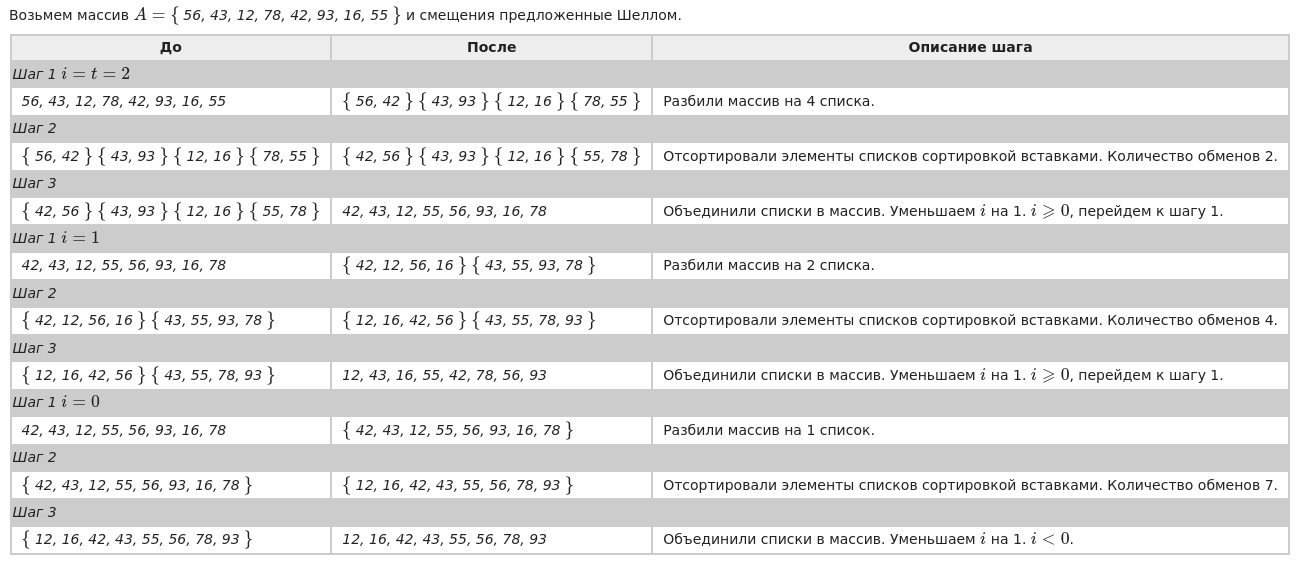 Возьмем массив A = { 56, 43, 12, 78, 42, 93, 16, 55 } и смещения предложенные Шеллом.
До После Описание шага
Шаг 1 i = t = 2
56, 43, 12, 78, 42, 93, 16, 55 { 56, 42 } { 43, 93 } { 12, 16 } { 78, 55 } Разбили массив на 4 списка.
Шаг 2
{ 56, 42 } { 43, 93 } { 12, 16 } { 78, 55 } { 42, 56 } { 43, 93 } { 12, 16 } { 55, 78 } Отсортировали элементы списков сортировкой вставками. Количество обменов 2.
Шаг 3
{ 42, 56 } { 43, 93 } { 12, 16 } { 55, 78 } 42, 43, 12, 55, 56, 93, 16, 78 Объединили списки в массив. Уменьшаем i на 1. i ⩾ 0, перейдем к шагу 1.
Шаг 1 i = 1
42, 43, 12, 55, 56, 93, 16, 78 { 42, 12, 56, 16 } { 43, 55, 93, 78 } Разбили массив на 2 списка.
Шаг 2
{ 42, 12, 56, 16 } { 43, 55, 93, 78 } { 12, 16, 42, 56 } { 43, 55, 78, 93 } Отсортировали элементы списков сортировкой вставками. Количество обменов 4.
Шаг 3
{ 12, 16, 42, 56 } { 43, 55, 78, 93 } 12, 43, 16, 55, 42, 78, 56, 93 Объединили списки в массив. Уменьшаем i на 1. i ⩾ 0, перейдем к шагу 1.
Шаг 1 i = 0
42, 43, 12, 55, 56, 93, 16, 78 { 42, 43, 12, 55, 56, 93, 16, 78 } Разбили массив на 1 список.
Шаг 2
{ 42, 43, 12, 55, 56, 93, 16, 78 } { 12, 16, 42, 43, 55, 56, 78, 93 } Отсортировали элементы списков сортировкой вставками. Количество обменов 7.
Шаг 3
{ 12, 16, 42, 43, 55, 56, 78, 93 } 12, 16, 42, 43, 55, 56, 78, 93 Объединили списки в массив. Уменьшаем i на 1. i < 0.